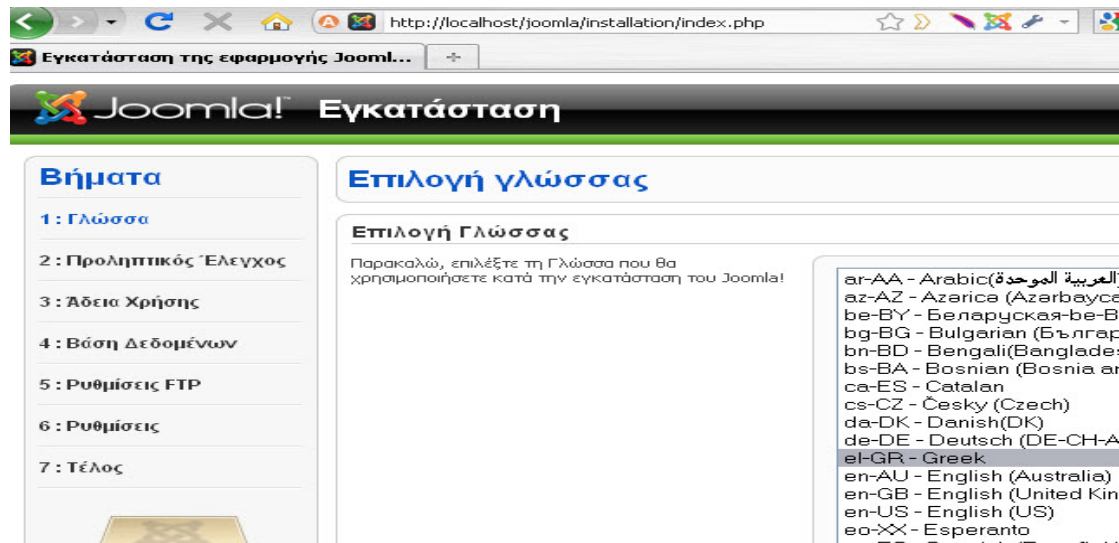 http://localhost/joomla/installation/index.php
Εγκατάσταση της εφαρμογής Jooml...
Joomla! Εγκατάσταση
Βήματα
1 : Γλώσσα
2 : Προληπτικός Έλεγχος
3 : Άδεια Χρήσης
4 : Βάση Δεδομένων
5 : Ρυθμίσεις FTP
6 : Ρυθμίσεις
7 : Τέλος
Επιλογή γλώσσας
Επιλογή Γλώσσας
Παρακαλώ, επιλέξτε τη Γλώσσα που θα
χρησιμοποιήσετε κατά την εγκατάσταση του Joomla!
ar-AA - Arabic(العربية الموحدة)
az-AZ - Azəricə (Azərbayca
be-BY - Беларуская-be-B
bg-BG - Bulgarian (Българ
bn-BD - Bengali(Banglades
bs-BA - Bosnian (Bosnia an
ca-ES - Catalan
cs-CZ - Česky (Czech)
da-DK - Danish(DK)
de-DE - Deutsch (DE-CH-A
el-GR - Greek
en-AU - English (Australia)
en-GB - English (United Kin
en-US - English (US)
eo-XX - Esperanto